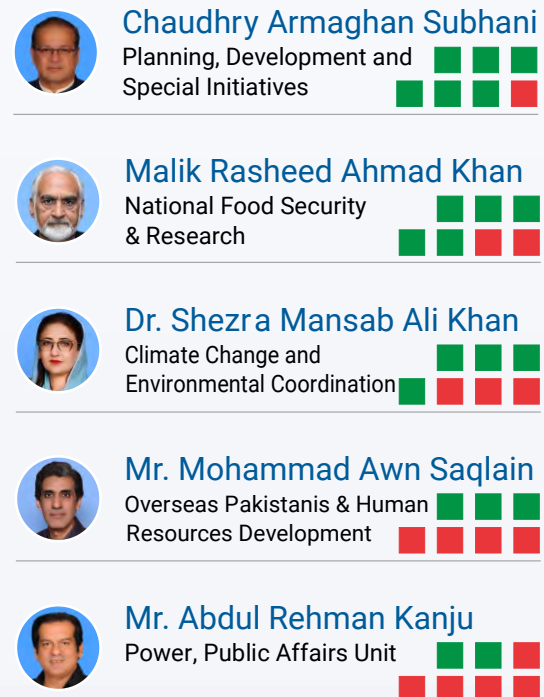 Chaudhry Armaghan Subhani
Planning, Development and
Special Initiatives
Malik Rasheed Ahmad Khan
National Food Security
& Research
Dr. Shezra Mansab Ali Khan
Climate Change and
Environmental Coordination
Mr. Mohammad Awn Saqlain
Overseas Pakistanis & Human
Resources Development
Mr. Abdul Rehman Kanju
Power, Public Affairs Unit